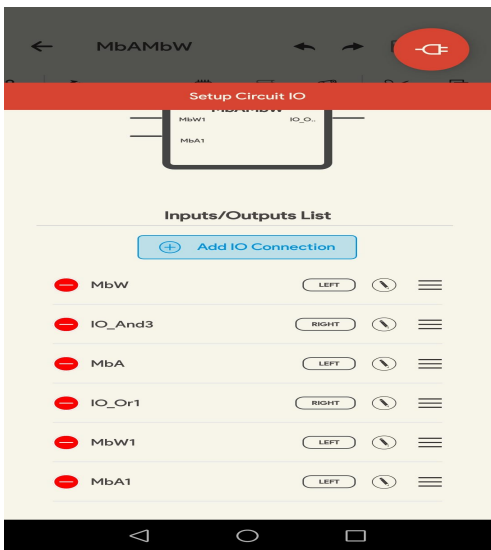 MbAMbW
Setup Circuit IO
MbAMbW
MbW1 IO_O..
MbA1
Inputs/Outputs List
Add IO Connection
MbW LEFT
IO_And3 RIGHT
MbA LEFT
IO_Or1 RIGHT
MbW1 LEFT
MbA1 LEFT